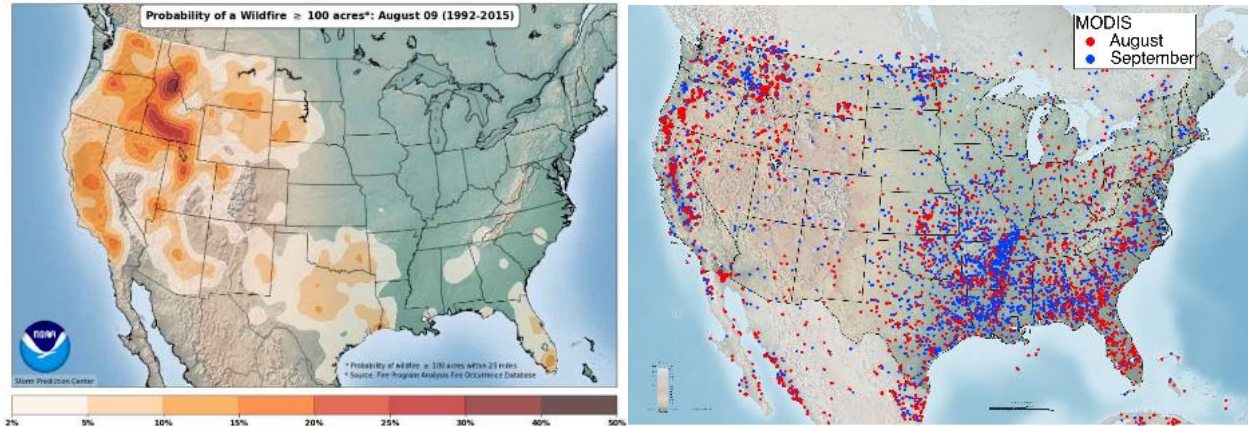 Probability of a Wildfire ≥ 100 acres*: August 09 (1992-2015)
NOAA
Storm Prediction Center
* Probability of wildfire ≥ 100 acres within 25 miles
* Source: Fire Program Analysis Fire Occurrence Database
2% 5% 10% 15% 20% 25% 30% 40% 50%
MODIS
August
September